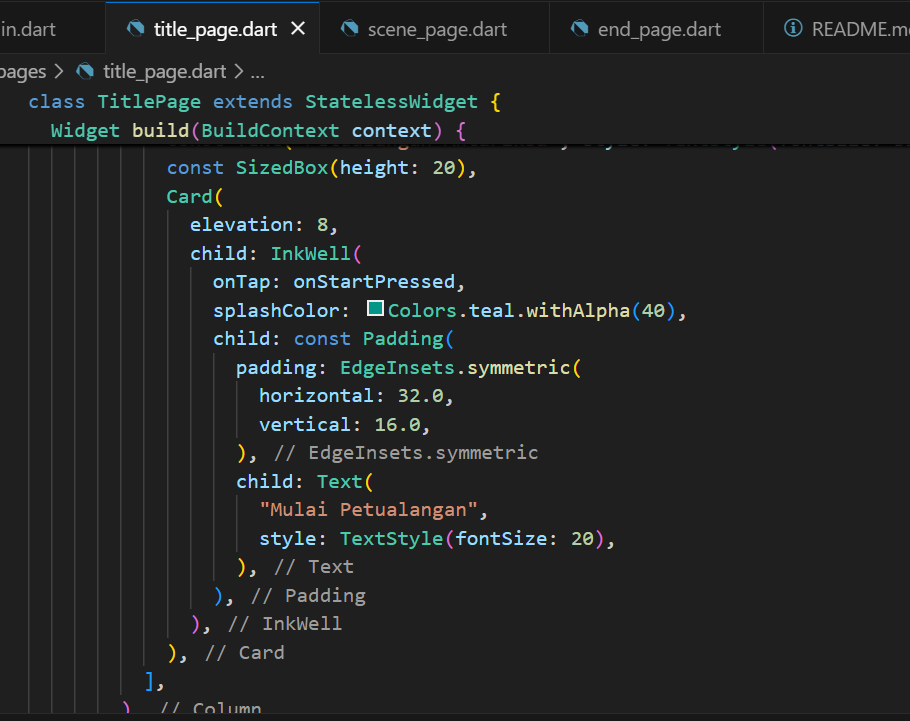 in.dart
title_page.dart
scene_page.dart
end_page.dart
README.m
pages > title_page.dart > ...
class TitlePage extends StatelessWidget {
Widget build(BuildContext context) {
const SizedBox(height: 20),
Card(
elevation: 8,
child: InkWell(
onTap: onStartPressed,
splashColor: Colors.teal.withAlpha(40),
child: const Padding(
padding: EdgeInsets.symmetric(
horizontal: 32.0,
vertical: 16.0,
), // EdgeInsets.symmetric
child: Text(
"Mulai Petualangan",
style: TextStyle(fontSize: 20),
), // Text
), // Padding
), // InkWell
), // Card
],
) // Column